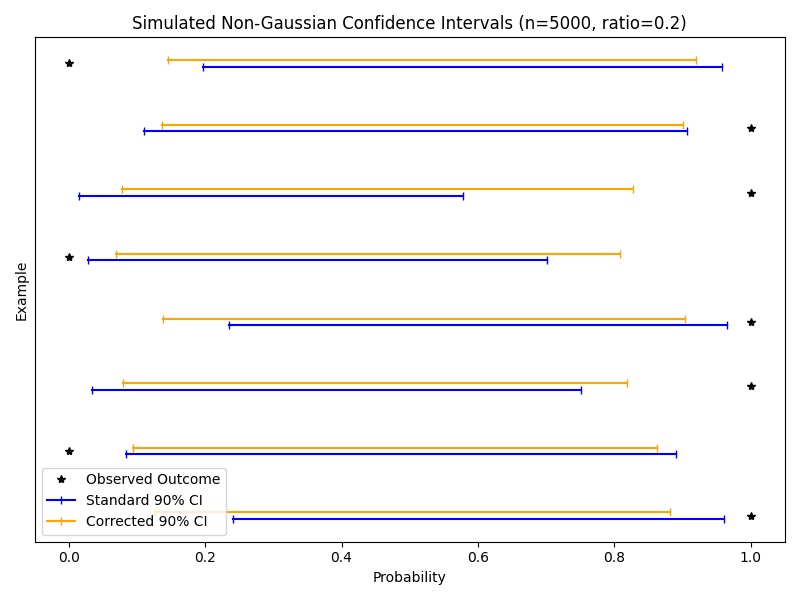 Simulated Non-Gaussian Confidence Intervals (n=5000, ratio=0.2)
Example
Observed Outcome
Standard 90% CI
Corrected 90% CI
0.0 0.2 0.4 0.6 0.8 1.0
Probability